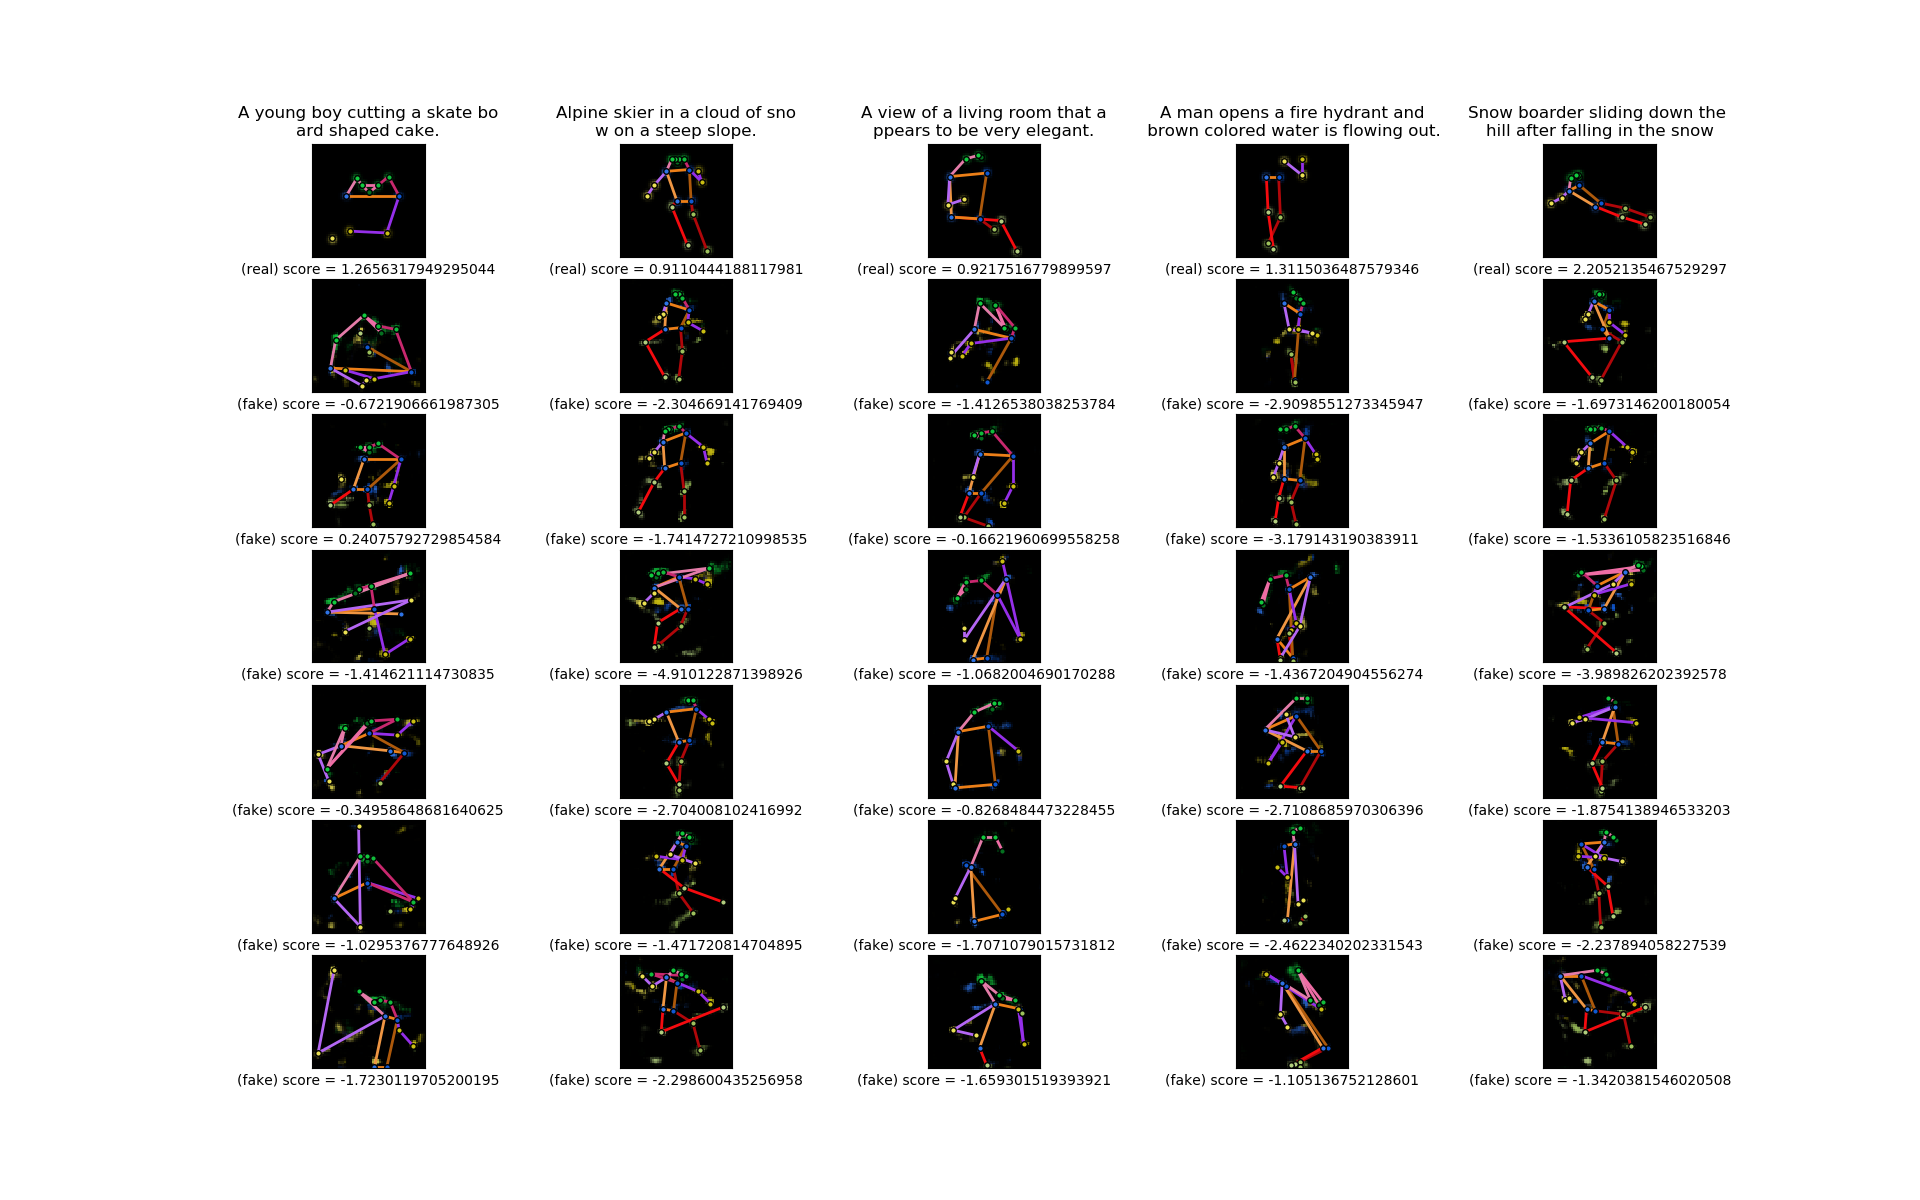 A young boy cutting a skate bo
ard shaped cake.
Alpine skier in a cloud of sno
w on a steep slope.
A view of a living room that a
ppears to be very elegant.
A man opens a fire hydrant and
brown colored water is flowing out.
Snow boarder sliding down the
hill after falling in the snow
(real) score = 1.2656317949295044
(real) score = 0.9110444188117981
(real) score = 0.9217516779899597
(real) score = 1.3115036487579346
(real) score = 2.2052135467529297
(fake) score = -0.6721906661987305
(fake) score = -2.304669141769409
(fake) score = -1.4126538038253784
(fake) score = -2.9098551273345947
(fake) score = -1.6973146200180054
(fake) score = 0.24075792729854584
(fake) score = -1.7414727210998535
(fake) score = -0.16621960699558258
(fake) score = -3.179143190383911
(fake) score = -1.5336105823516846
(fake) score = -1.414621114730835
(fake) score = -4.910122871398926
(fake) score = -1.0682004690170288
(fake) score = -1.4367204904556274
(fake) score = -3.989826202392578
(fake) score = -0.34958648681640625
(fake) score = -2.704008102416992
(fake) score = -0.8268484473228455
(fake) score = -2.7108685970306396
(fake) score = -1.8754138946533203
(fake) score = -1.0295376777648926
(fake) score = -1.471720814704895
(fake) score = -1.7071079015731812
(fake) score = -2.4622340202331543
(fake) score = -2.237894058227539
(fake) score = -1.7230119705200195
(fake) score = -2.298600435256958
(fake) score = -1.659301519393921
(fake) score = -1.105136752128601
(fake) score = -1.3420381546020508